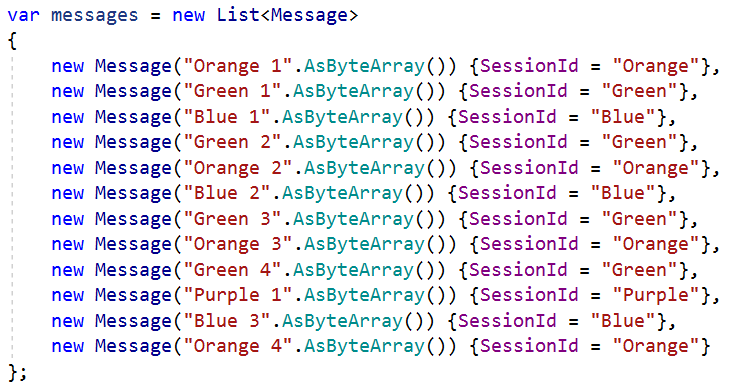 var messages = new List<Message>
{
    new Message("Orange 1".AsByteArray()) {SessionId = "Orange"},
    new Message("Green 1".AsByteArray()) {SessionId = "Green"},
    new Message("Blue 1".AsByteArray()) {SessionId = "Blue"},
    new Message("Green 2".AsByteArray()) {SessionId = "Green"},
    new Message("Orange 2".AsByteArray()) {SessionId = "Orange"},
    new Message("Blue 2".AsByteArray()) {SessionId = "Blue"},
    new Message("Green 3".AsByteArray()) {SessionId = "Green"},
    new Message("Orange 3".AsByteArray()) {SessionId = "Orange"},
    new Message("Green 4".AsByteArray()) {SessionId = "Green"},
    new Message("Purple 1".AsByteArray()) {SessionId = "Purple"},
    new Message("Blue 3".AsByteArray()) {SessionId = "Blue"},
    new Message("Orange 4".AsByteArray()) {SessionId = "Orange"}
};